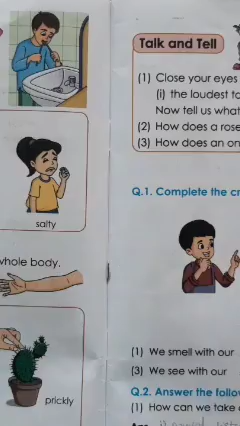 salty
whole body.
prickly
Talk and Tell
(1) Close your eyes
(i) the loudest
Now tell us what
(2) How does a rose
(3) How does an
Q.1. Complete the
(1) We smell with our
(3) We see with our
Q.2. Answer the
(1) How can we take